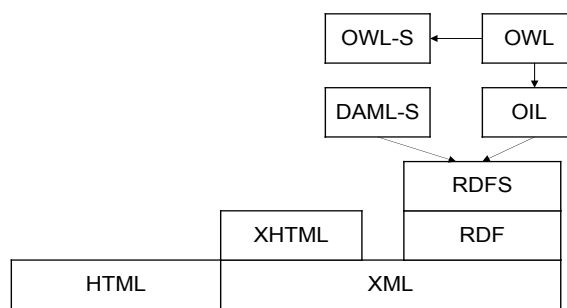 OWL-S OWL
DAML-S OIL
RDFS
XHTML RDF
HTML XML